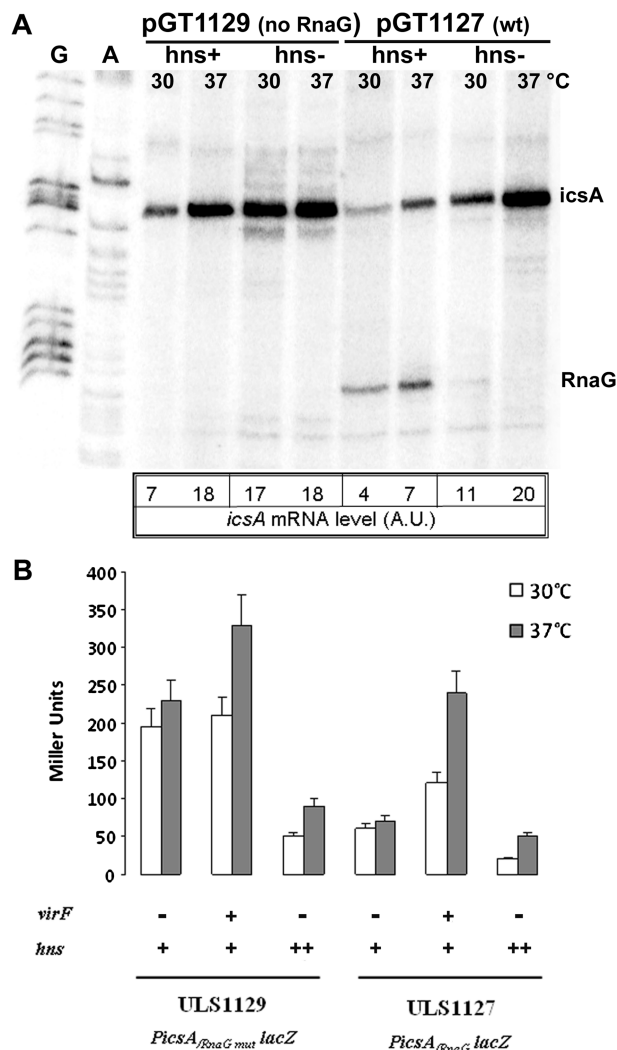 A
pGT1129 (no RnaG) pGT1127 (wt)
G A hns+ hns- hns+ hns-
30 37 30 37 30 37 30 37 °C
icsA
RnaG
7 18 17 18 4 7 11 20
icsA mRNA level (A.U.)
B
400
350
300
250
200
150
100
50
0
Miller Units
30°C
37°C
virF - + - - + -
hns + + ++ + + ++
ULS1129 ULS1127
PicsA/RnaG mut lacZ PicsA/RnaG lacZ